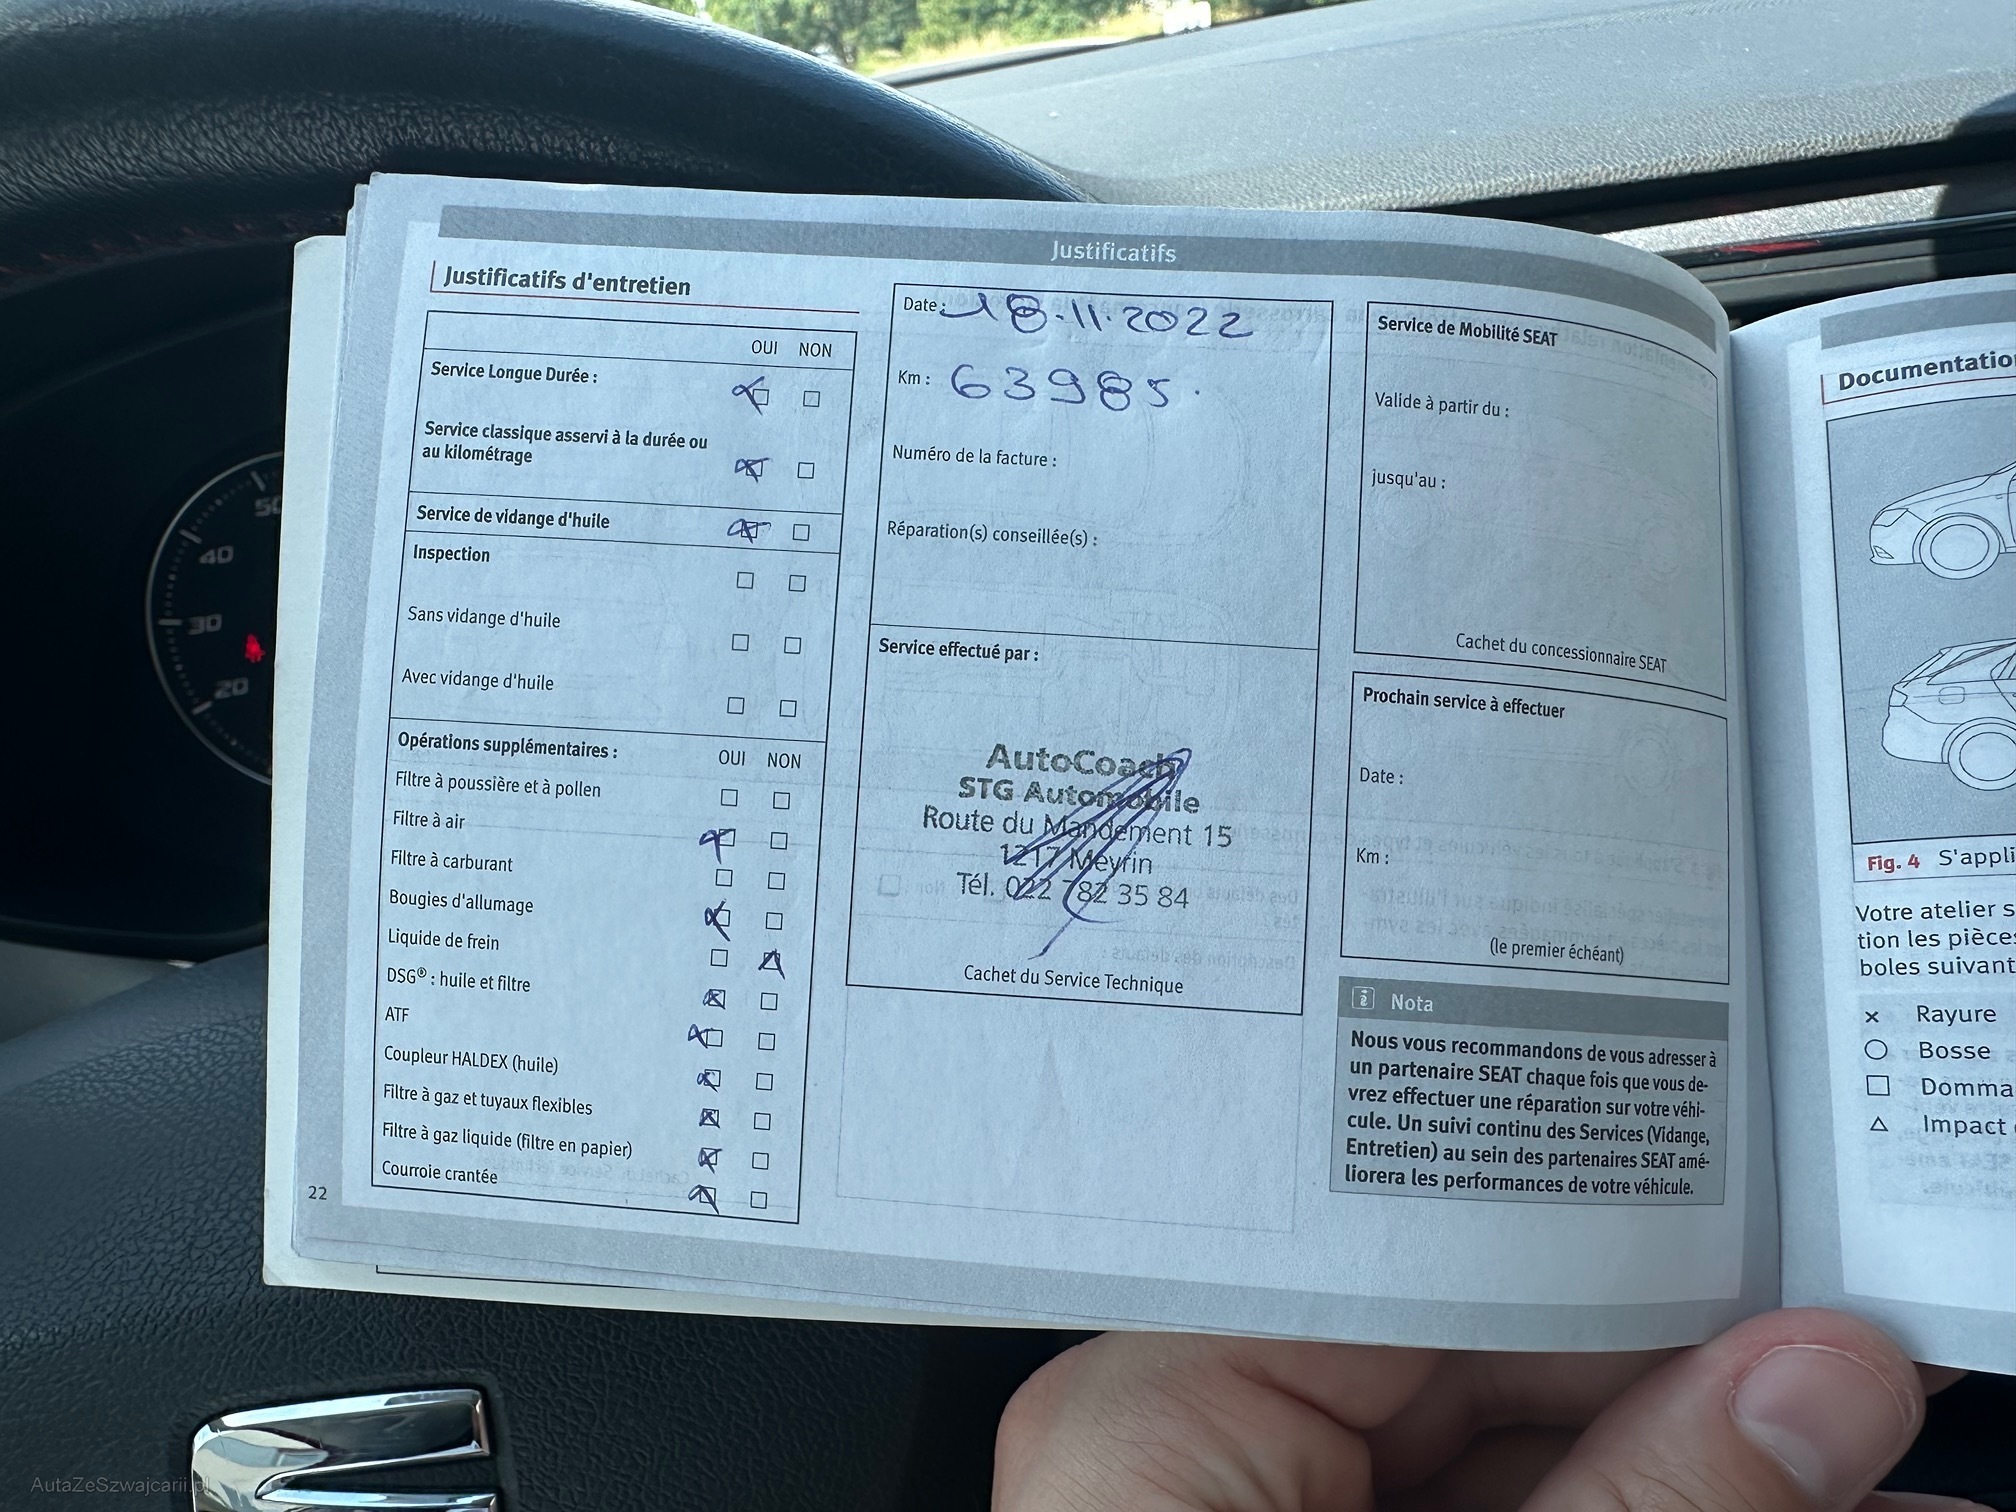 Justificatifs
Justificatifs d'entretien
OUI NON
Service Longue Durée :
Service classique asservi à la durée ou
au kilométrage
Service de vidange d'huile
Inspection
Sans vidange d'huile
Avec vidange d'huile
Opérations supplémentaires : OUI NON
Filtre à poussière et à pollen
Filtre à air
Filtre à carburant
Bougies d'allumage
Liquide de frein
DSG® : huile et filtre
ATF
Coupleur HALDEX (huile)
Filtre à gaz et tuyaux flexibles
Filtre à gaz liquide (filtre en papier)
Courroie crantée
22
Date : 18.11.2022
Km : 63985.
Numéro de la facture :
Réparation(s) conseillée(s) :
Service effectué par :
AutoCoach
STG Automobile
Route du Mandement 15
1217 Meyrin
Tél. 022 782 35 84
Cachet du Service Technique
Service de Mobilité SEAT
Valide à partir du :
jusqu'au :
Cachet du concessionnaire SEAT
Prochain service à effectuer
Date :
Km :
(le premier échéant)
Nota
Nous vous recommandons de vous adresser à
un partenaire SEAT chaque fois que vous de-
vrez effectuer une réparation sur votre véhi-
cule. Un suivi continu des Services (Vidange,
Entretien) au sein des partenaires SEAT amé-
liorera les performances de votre véhicule.
Documentatio
Fig. 4 S'appli
Votre atelier s
tion les pièces
boles suivant
x Rayure
Bosse
Domma
Impact
50
40
30
20
AutaZeSzwajcarii.pl